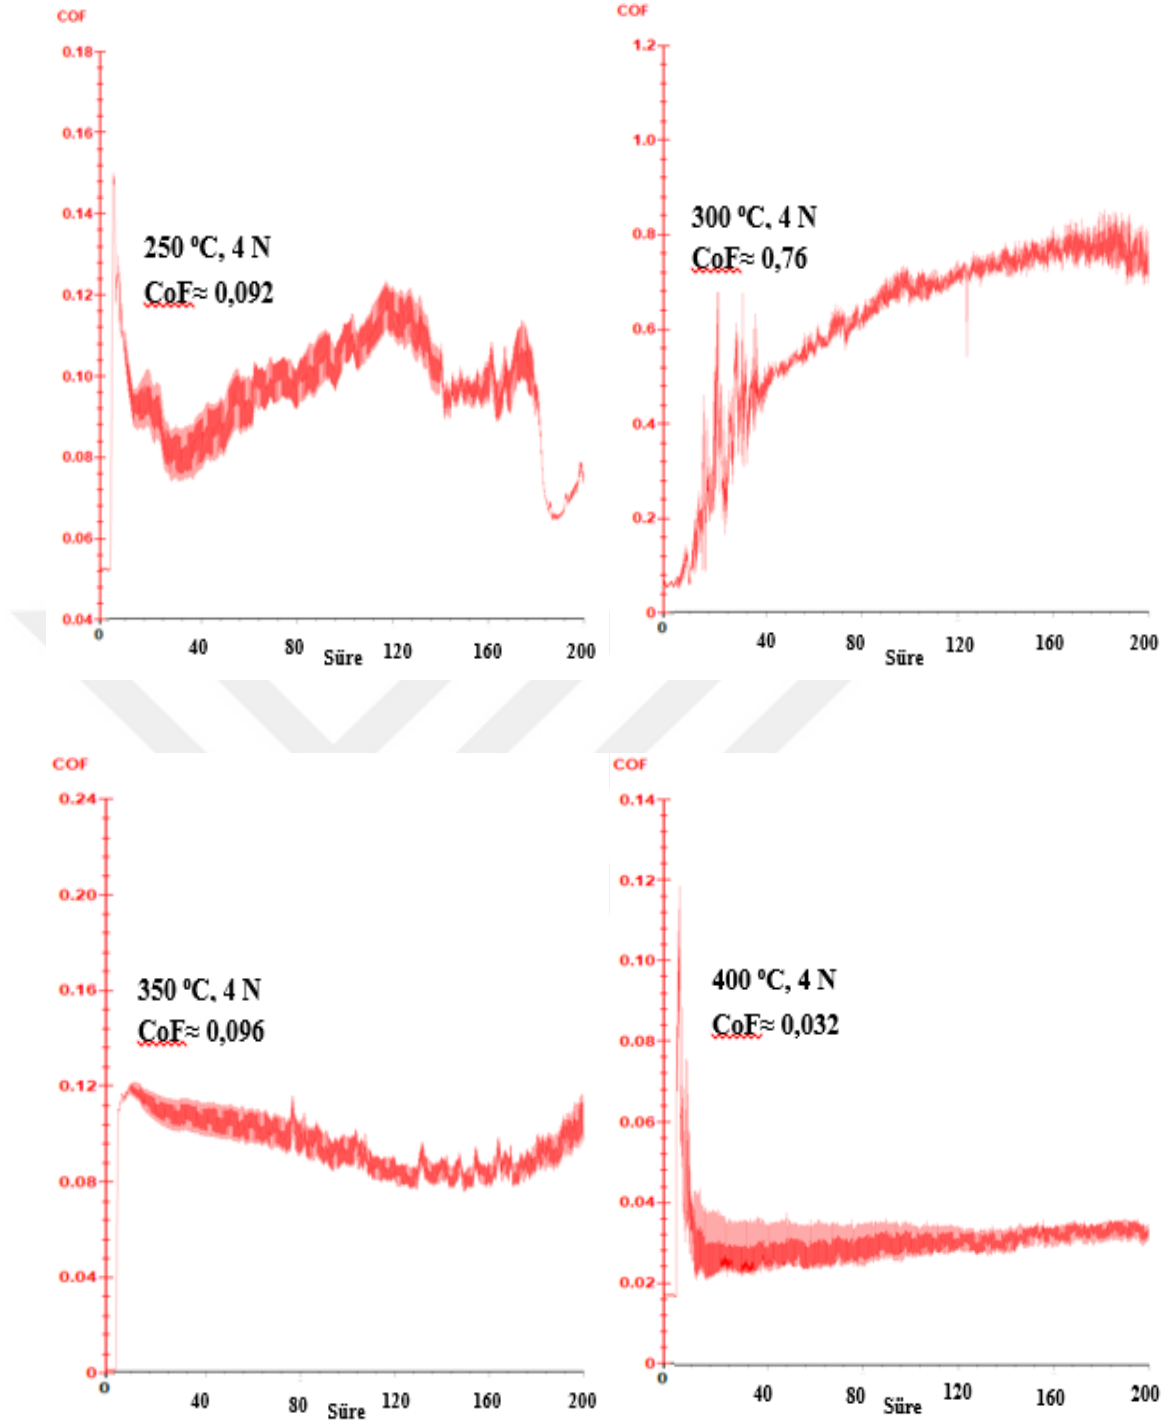 COF
0.18
0.16
0.14
250 ⁰C, 4 N
CoF≈ 0,092
0.12
0.10
0.08
0.06
0.04
0 40 80 Süre 120 160 200
COF
1.2
1.0
300 ⁰C, 4 N
0.8
CoF≈ 0,76
0.6
0.4
0.2
0
0 40 80 Süre 120 160 200
COF
0.24
0.20
0.16
350 ⁰C, 4 N
CoF≈ 0,096
0.12
0.08
0.04
0
0 40 80 Süre 120 160 200
COF
0.14
0.12
0.10
400 ⁰C, 4 N
CoF≈ 0,032
0.08
0.06
0.04
0.02
0
0 40 80 Süre 120 160 200